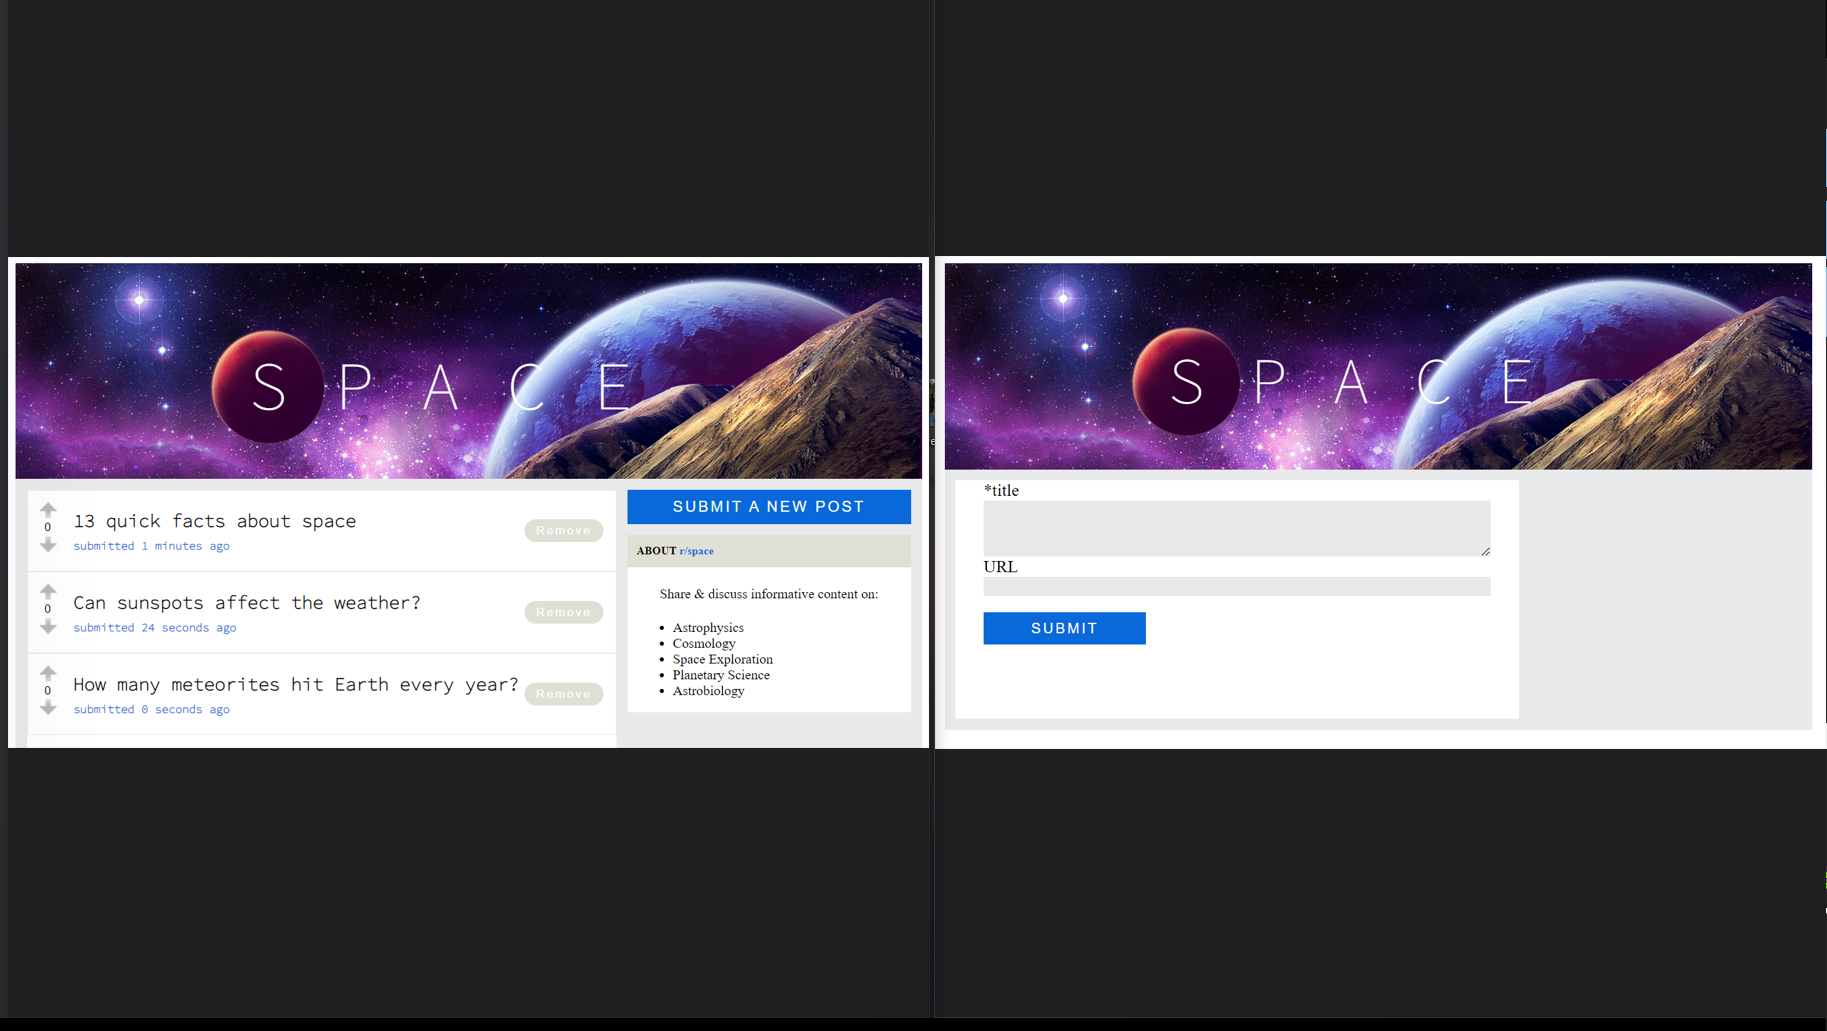 S P A C E
0
13 quick facts about space
submitted 1 minutes ago
Remove
0
Can sunspots affect the weather?
submitted 24 seconds ago
Remove
0
How many meteorites hit Earth every year?
submitted 0 seconds ago
Remove
SUBMIT A NEW POST
ABOUT r/space
Share & discuss informative content on:
Astrophysics
Cosmology
Space Exploration
Planetary Science
Astrobiology
S P A C E
*title
URL
SUBMIT